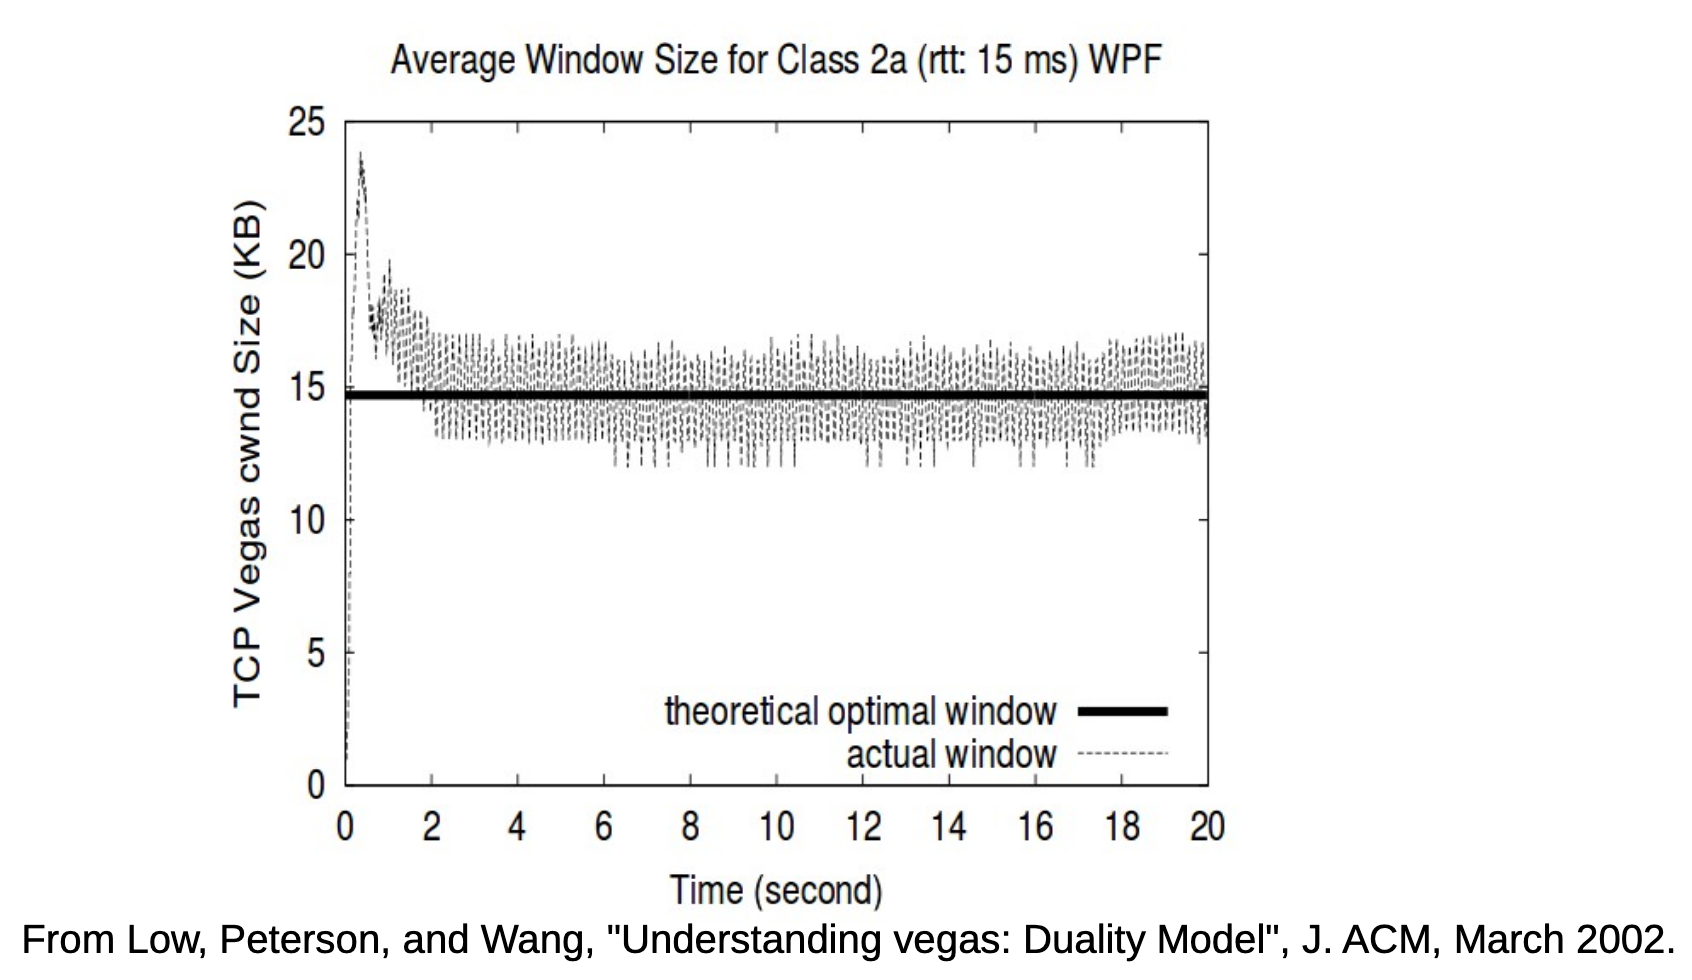 Average Window Size for Class 2a (rtt: 15 ms) WPF
25
20
15
10
5
0
TCP Vegas cwnd Size (KB)
theoretical optimal window
actual window
0 2 4 6 8 10 12 14 16 18 20
Time (second)
From Low, Peterson, and Wang, "Understanding vegas: Duality Model", J. ACM, March 2002.